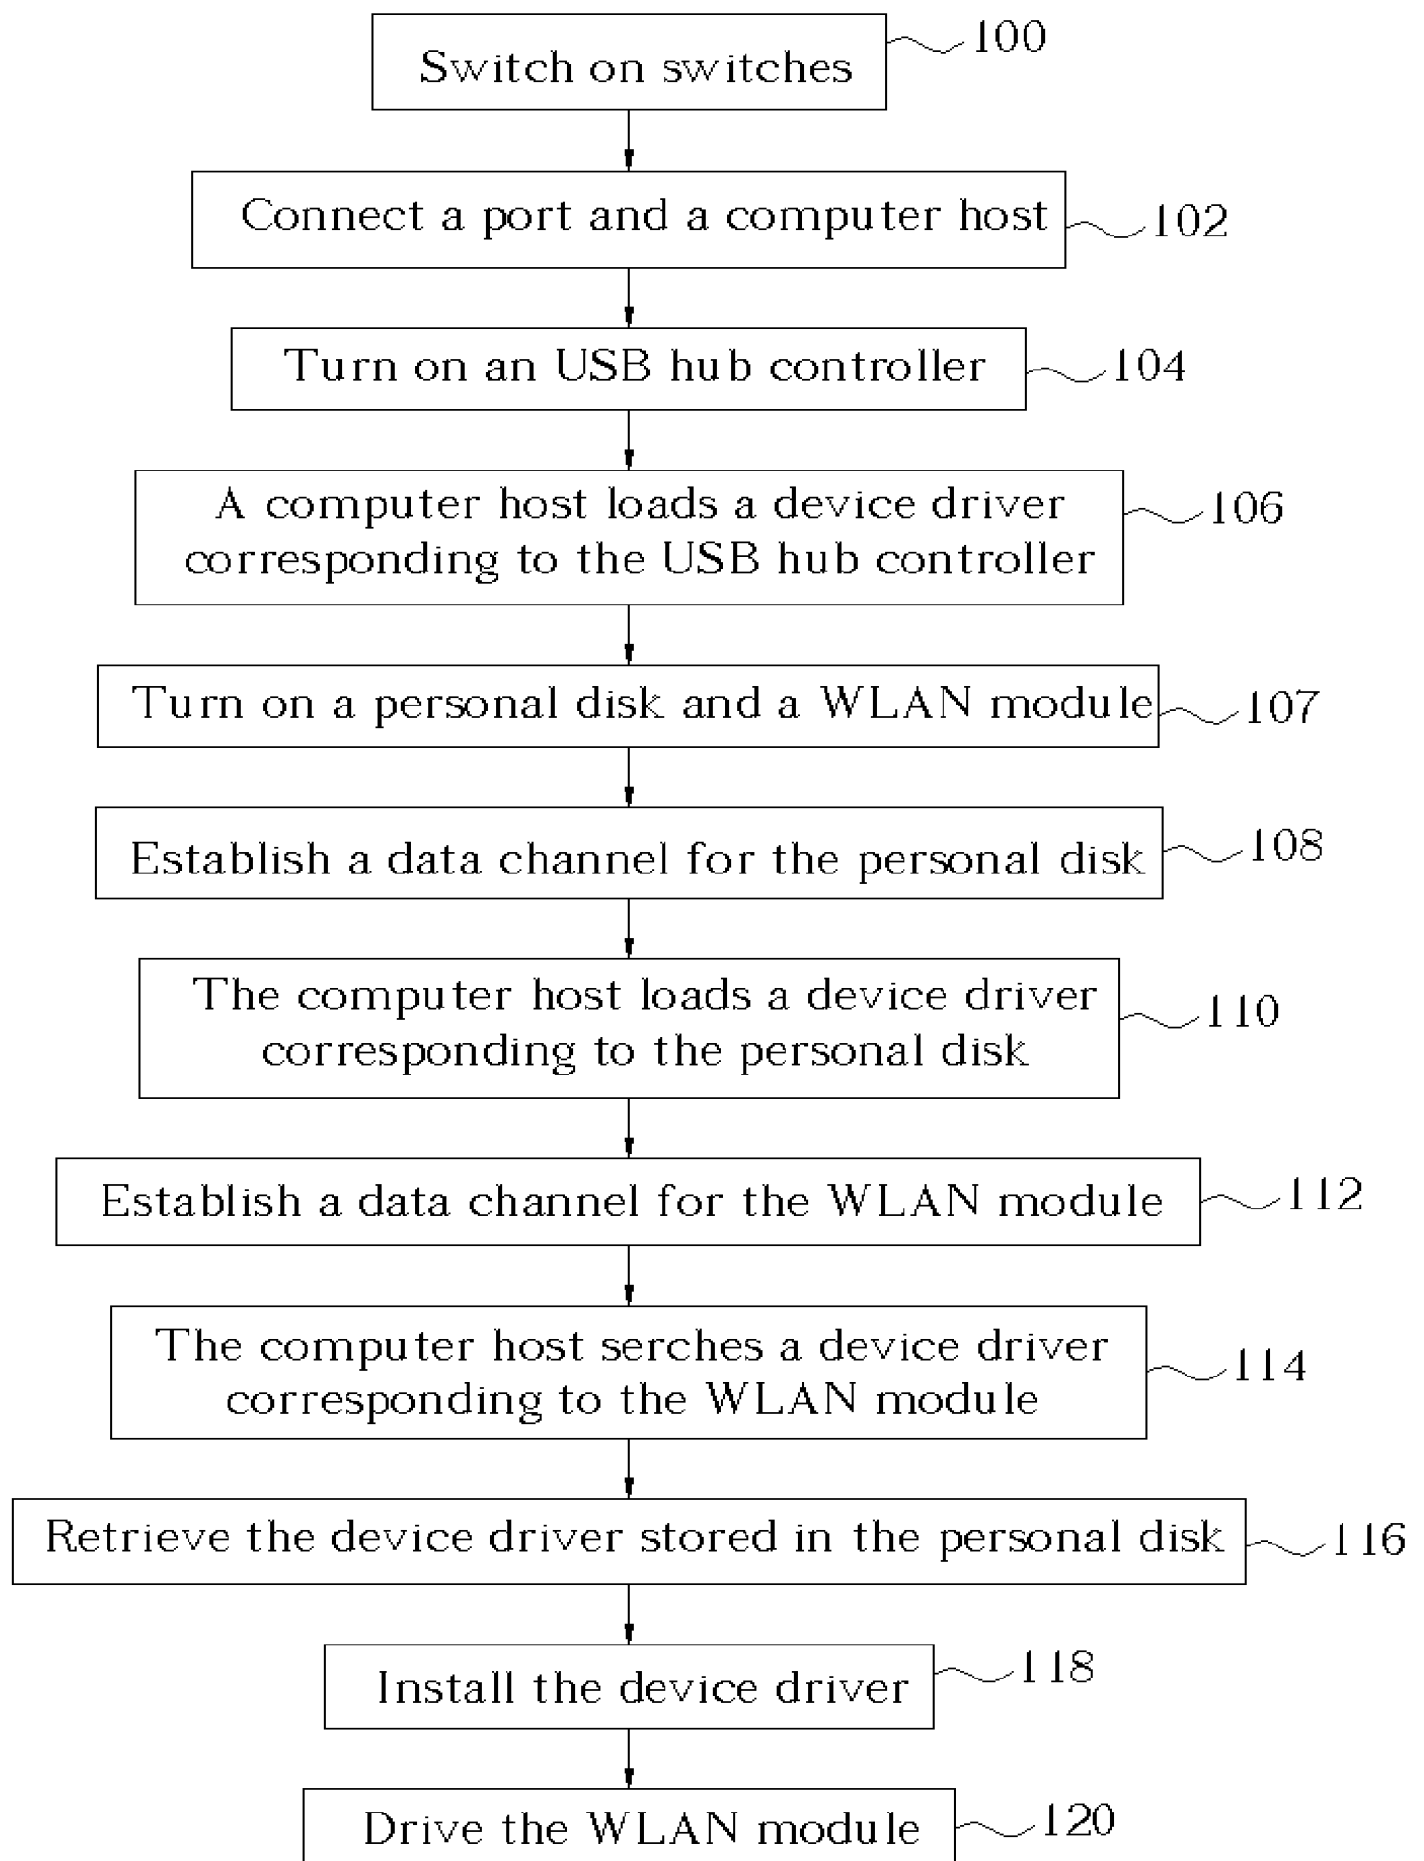 Switch on switches
100
Connect a port and a computer host
102
Turn on an USB hub controller
104
A computer host loads a device driver
corresponding to the USB hub controller
106
Turn on a personal disk and a WLAN module
107
Establish a data channel for the personal disk
108
The computer host loads a device driver
corresponding to the personal disk
110
Establish a data channel for the WLAN module
112
The computer host serches a device driver
corresponding to the WLAN module
114
Retrieve the device driver stored in the personal disk
116
Install the device driver
118
Drive the WLAN module
120